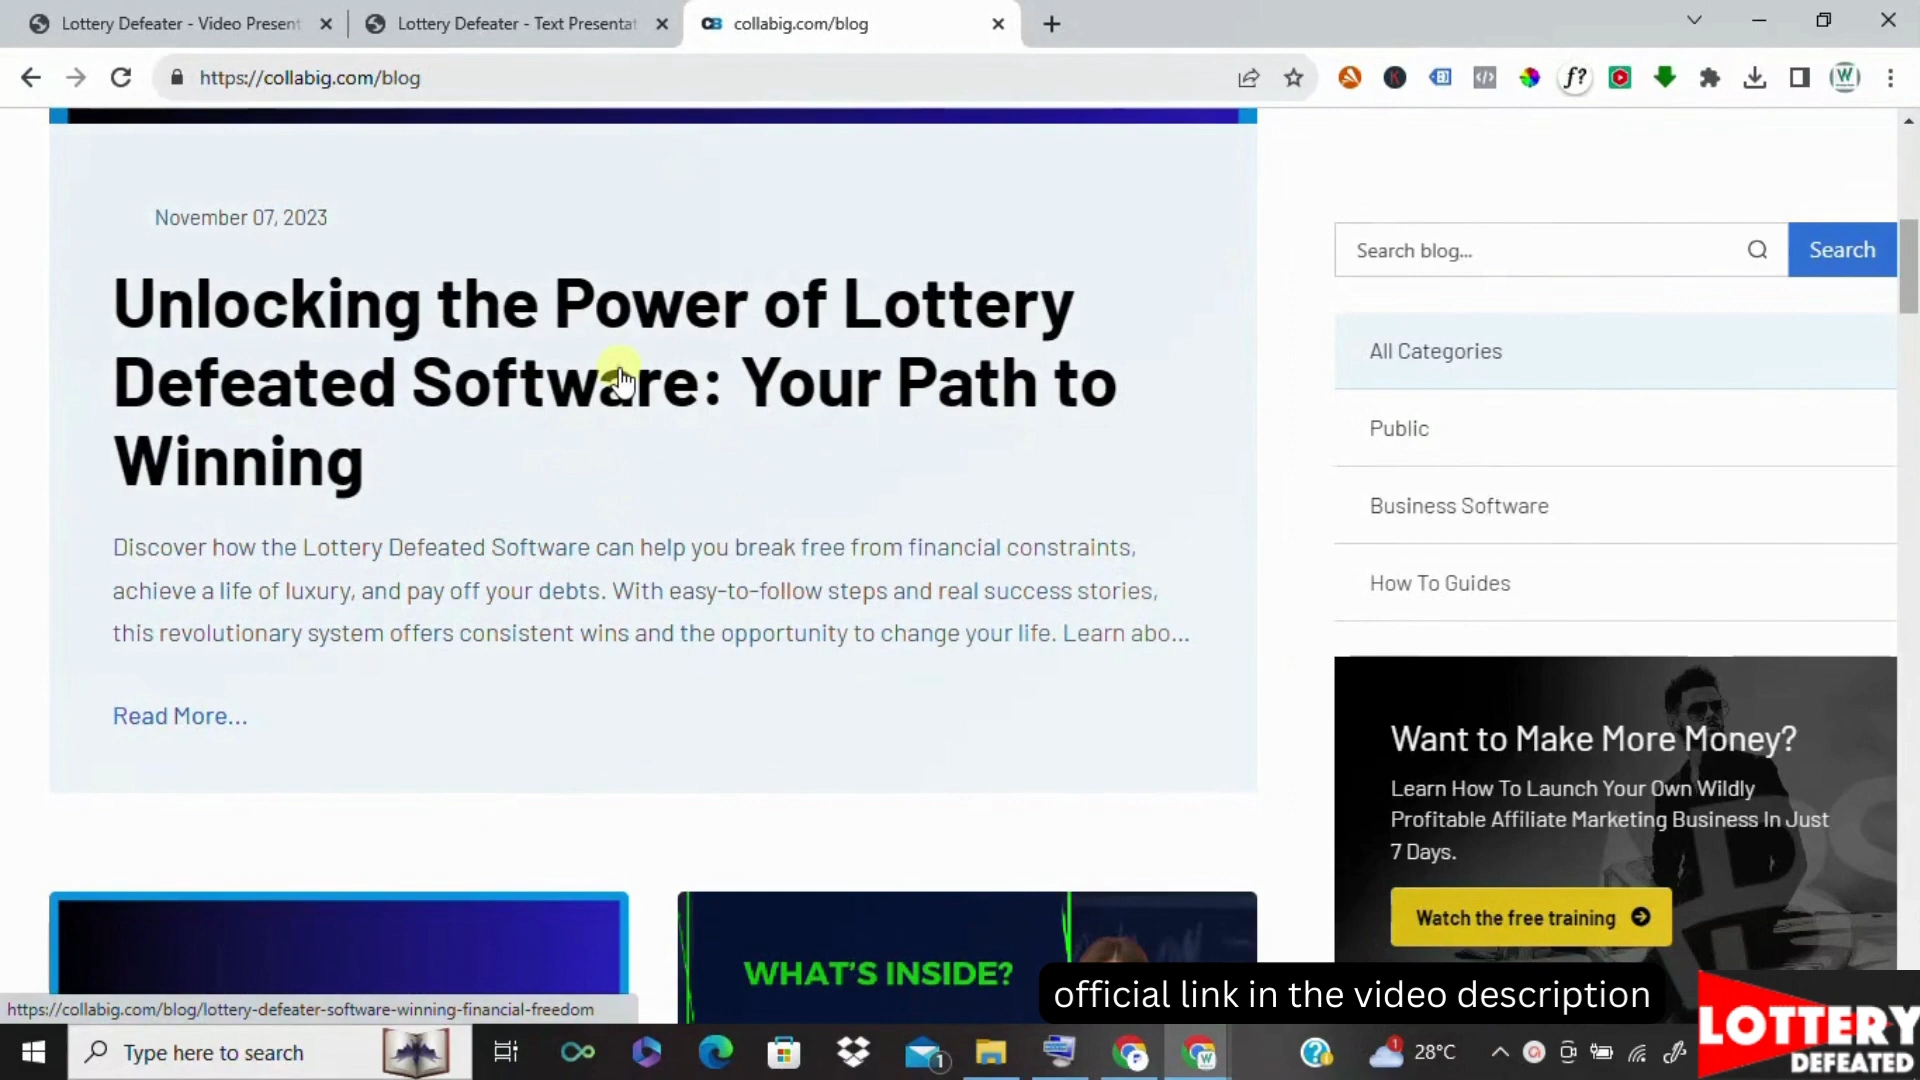 Lottery Defeater - Video Present
Lottery Defeater - Text Presentat
CB collabig.com/blog
https://collabig.com/blog
November 07, 2023
Unlocking the Power of Lottery
Defeated Software: Your Path to
Winning
Discover how the Lottery Defeated Software can help you break free from financial constraints,
achieve a life of luxury, and pay off your debts. With easy-to-follow steps and real success stories,
this revolutionary system offers consistent wins and the opportunity to change your life. Learn abo...
Read More...
Search blog...
Search
All Categories
Public
Business Software
How To Guides
Want to Make More Money?
Learn How To Launch Your Own Wildly
Profitable Affiliate Marketing Business In Just
7 Days.
Watch the free training
WHAT'S INSIDE?
official link in the video description
https://collabig.com/blog/lottery-defeater-software-winning-financial-freedom
Type here to search
1
1
28°C
LOTTERY
DEFEATED